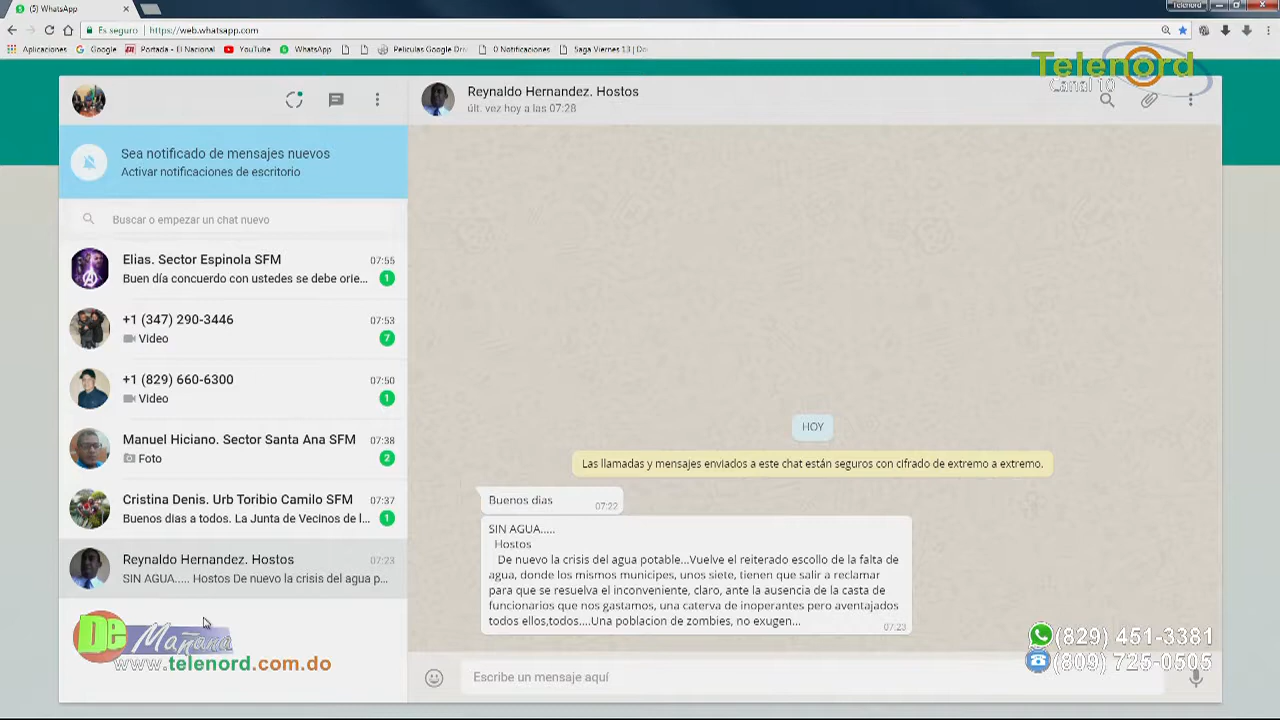 (5) WhatsApp
Telenord
Es seguro
https://web.whatsapp.com
Aplicaciones
Google
Portada - El Nacional
YouTube
WhatsApp
Peliculas Google Dri
0 Notificaciones
Saga Viernes 13 | Do
Telenord
Canal 10
Reynaldo Hernandez. Hostos
últ. vez hoy a las 07:28
Sea notificado de mensajes nuevos
Activar notificaciones de escritorio
Buscar o empezar un chat nuevo
Elias. Sector Espinola SFM
07:55
Buen día concuerdo con ustedes se debe orie...
1
+1 (347) 290-3446
07:53
Video
7
+1 (829) 660-6300
07:50
Video
1
Manuel Hiciano. Sector Santa Ana SFM
07:38
Foto
2
Cristina Denis. Urb Toribio Camilo SFM
07:37
Buenos dias a todos. La Junta de Vecinos de l...
1
Reynaldo Hernandez. Hostos
07:23
SIN AGUA..... Hostos De nuevo la crisis del agua p...
HOY
Las llamadas y mensajes enviados a este chat están seguros con cifrado de extremo a extremo.
Buenos dias
07:22
SIN AGUA.....
Hostos
De nuevo la crisis del agua potable...Vuelve el reiterado escollo de la falta de
agua, donde los mismos municipes, unos siete, tienen que salir a reclamar
para que se resuelva el inconveniente, claro, ante la ausencia de la casta de
funcionarios que nos gastamos, una caterva de inoperantes pero aventajados
todos ellos,todos....Una poblacion de zombies, no exugen...
07:23
Escribe un mensaje aquí
De Mañana
www.telenord.com.do
(829) 451-3381
(809) 725-0505